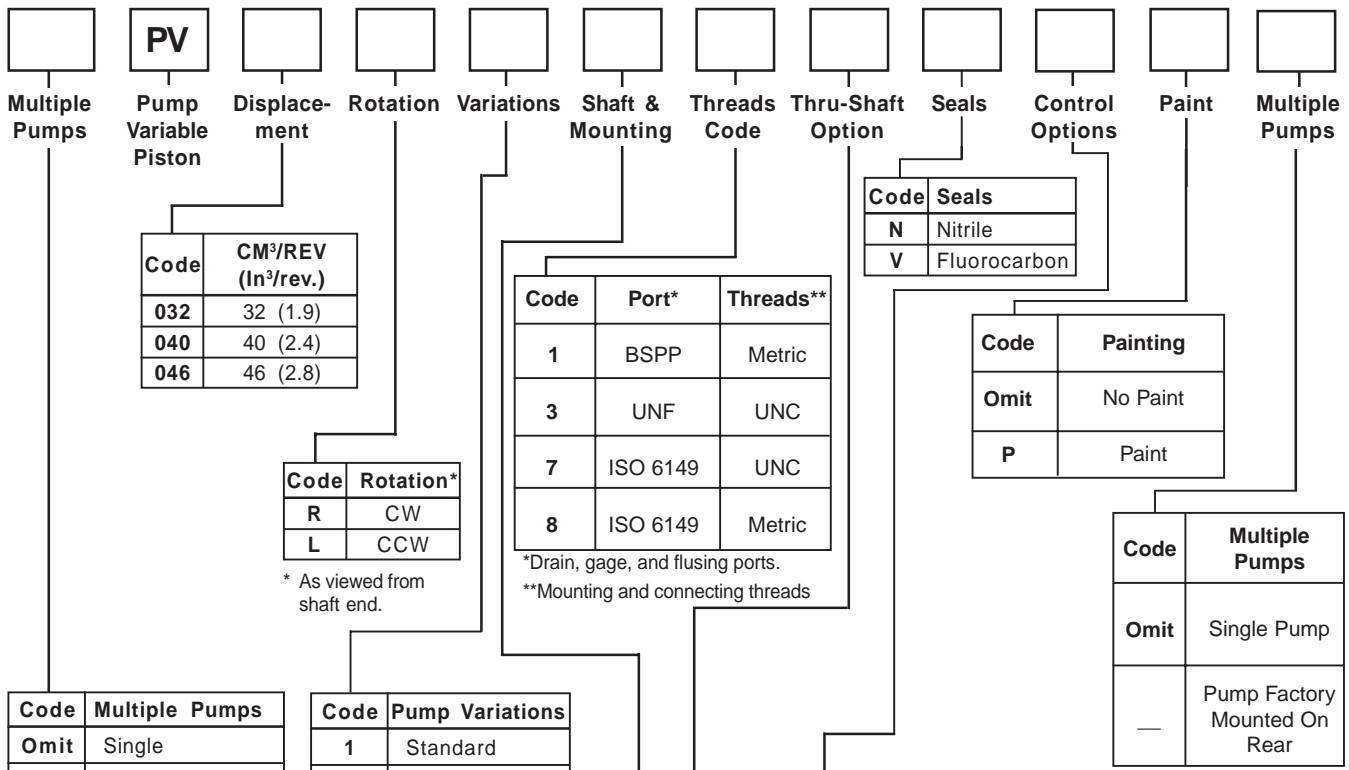 PV
Multiple Pumps
Pump Variable Piston
Displace-ment
Rotation
Variations
Shaft & Mounting
Threads Code
Thru-Shaft Option
Seals
Control Options
Paint
Multiple Pumps
Code Seals
N Nitrile
V Fluorocarbon
Code CM³/REV (In³/rev.)
032 32 (1.9)
040 40 (2.4)
046 46 (2.8)
Code Port* Threads**
1 BSPP Metric
3 UNF UNC
7 ISO 6149 UNC
8 ISO 6149 Metric
*Drain, gage, and flusing ports.
**Mounting and connecting threads
Code Painting
Omit No Paint
P Paint
Code Rotation*
R CW
L CCW
* As viewed from
shaft end.
Code Multiple Pumps
Omit Single Pump
__ Pump Factory Mounted On Rear
Code Multiple Pumps
Omit Single
Code Pump Variations
1 Standard